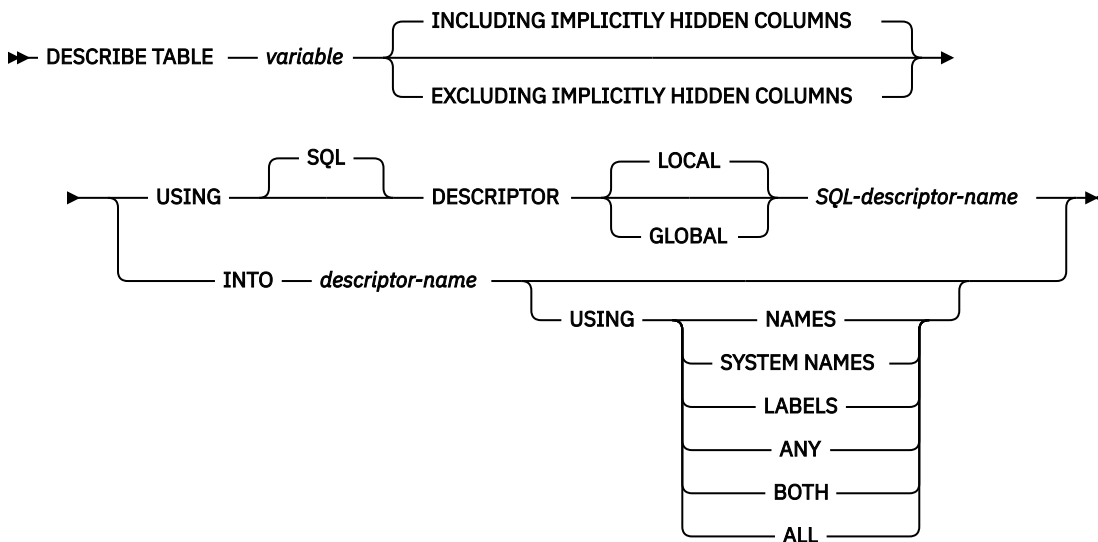 INCLUDING IMPLICITLY HIDDEN COLUMNS
DESCRIBE TABLE variable
EXCLUDING IMPLICITLY HIDDEN COLUMNS
SQL LOCAL
USING DESCRIPTOR SQL-descriptor-name
GLOBAL
INTO descriptor-name
USING NAMES
SYSTEM NAMES
LABELS
ANY
BOTH
ALL